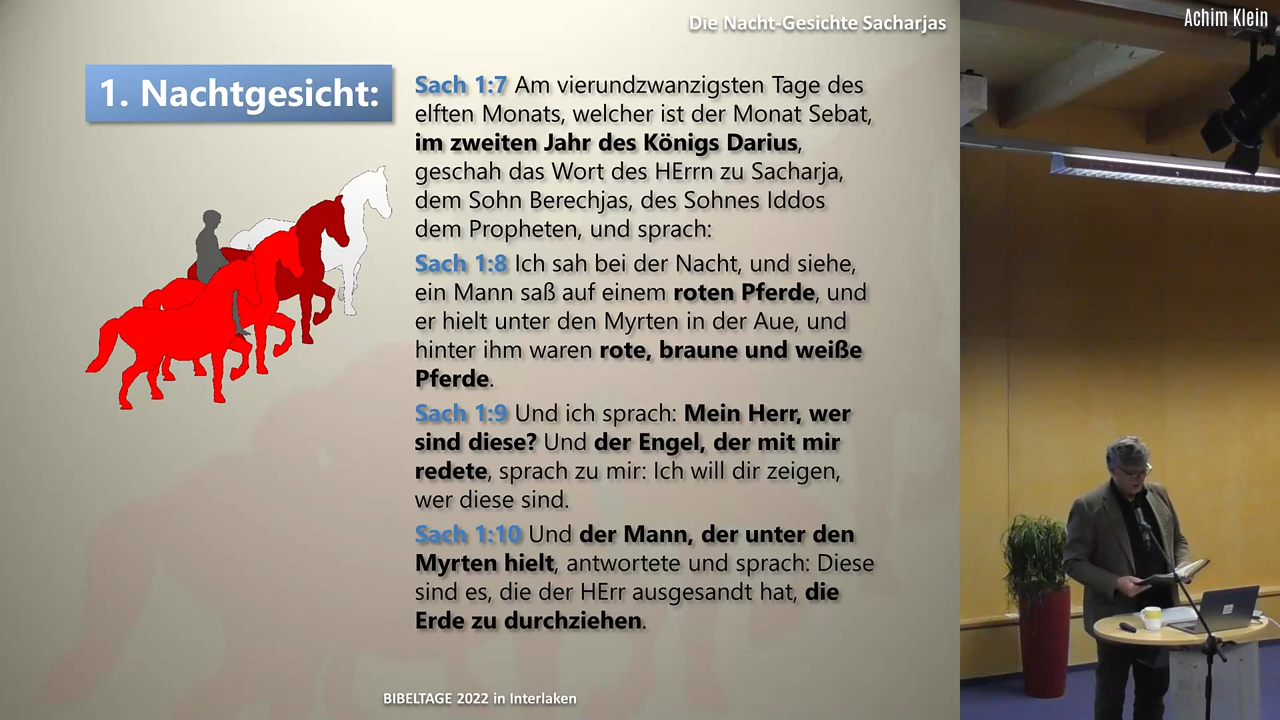 Die Nacht-Gesichte Sacharjas
Achim Klein
1. Nachtgesicht:
Sach 1:7 Am vierundzwanzigsten Tage des
elften Monats, welcher ist der Monat Sebat,
im zweiten Jahr des Königs Darius,
geschah das Wort des HErrn zu Sacharja,
dem Sohn Berechjas, des Sohnes Iddos
dem Propheten, und sprach:
Sach 1:8 Ich sah bei der Nacht, und siehe,
ein Mann saß auf einem roten Pferde, und
er hielt unter den Myrten in der Aue, und
hinter ihm waren rote, braune und weiße
Pferde.
Sach 1:9 Und ich sprach: Mein Herr, wer
sind diese? Und der Engel, der mit mir
redete, sprach zu mir: Ich will dir zeigen,
wer diese sind.
Sach 1:10 Und der Mann, der unter den
Myrten hielt, antwortete und sprach: Diese
sind es, die der HErr ausgesandt hat, die
Erde zu durchziehen.
BIBELTAGE 2022 in Interlaken